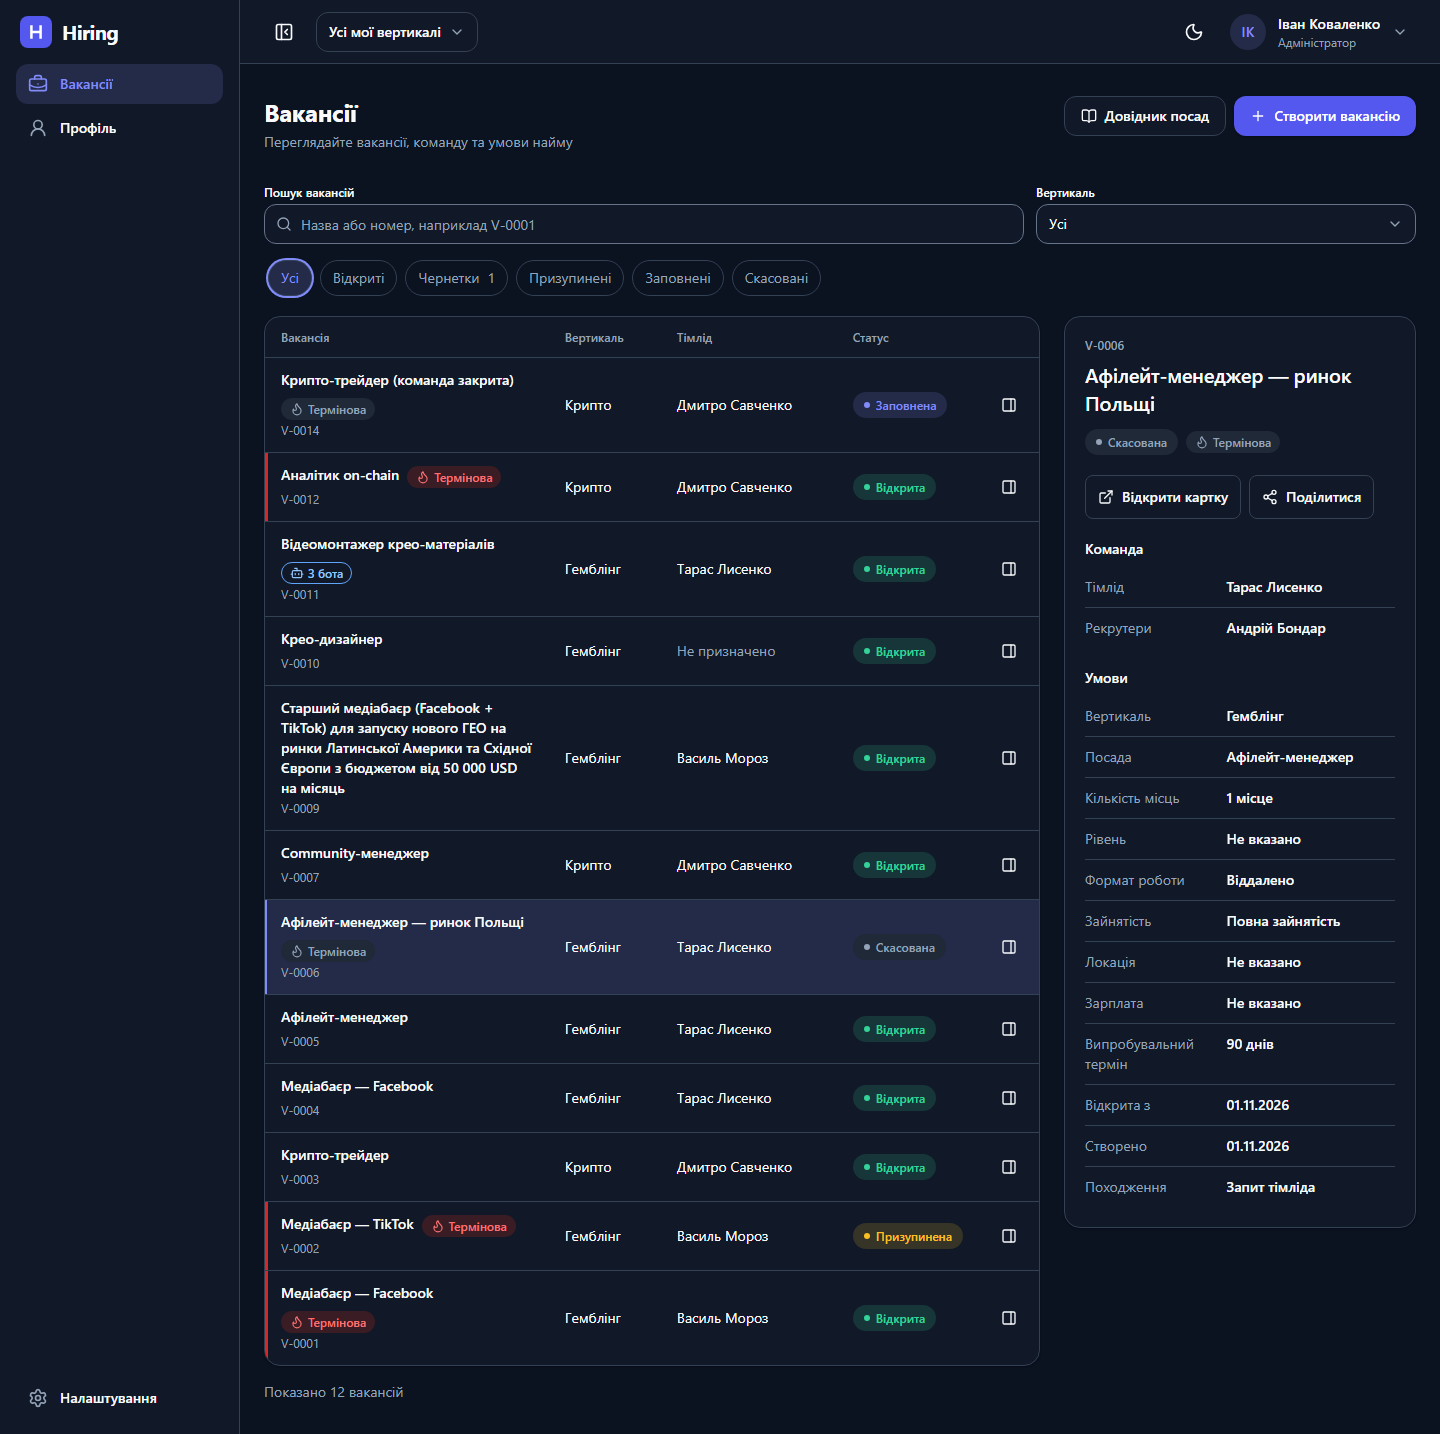 H Hiring
Усі мої вертикалі
ІК
Іван Коваленко
Адміністратор
Вакансії
Профіль
Налаштування
Вакансії
Переглядайте вакансії, команду та умови найму
Довідник посад
Створити вакансію
Пошук вакансій
Назва або номер, наприклад V-0001
Вертикаль
Усі
Усі
Відкриті
Чернетки 1
Призупинені
Заповнені
Скасовані
Вакансія Вертикаль Тімлід Статус
Крипто-трейдер (команда закрита)
Термінова
V-0014
Крипто Дмитро Савченко Заповнена
Аналітик on-chain Термінова
V-0012
Крипто Дмитро Савченко Відкрита
Відеомонтажер крео-матеріалів
З бота
V-0011
Гемблінг Тарас Лисенко Відкрита
Крео-дизайнер
V-0010
Гемблінг Не призначено Відкрита
Старший медіабаєр (Facebook +
TikTok) для запуску нового ГЕО на
ринки Латинської Америки та Східної
Європи з бюджетом від 50 000 USD
на місяць
V-0009
Гемблінг Василь Мороз Відкрита
Community-менеджер
V-0007
Крипто Дмитро Савченко Відкрита
Афілейт-менеджер — ринок Польщі
Термінова
V-0006
Гемблінг Тарас Лисенко Скасована
Афілейт-менеджер
V-0005
Гемблінг Тарас Лисенко Відкрита
Медіабаєр — Facebook
V-0004
Гемблінг Тарас Лисенко Відкрита
Крипто-трейдер
V-0003
Крипто Дмитро Савченко Відкрита
Медіабаєр — TikTok Термінова
V-0002
Гемблінг Василь Мороз Призупинена
Медіабаєр — Facebook
Термінова
V-0001
Гемблінг Василь Мороз Відкрита
Показано 12 вакансій
V-0006
Афілейт-менеджер — ринок
Польщі
Скасована Термінова
Відкрити картку
Поділитися
Команда
Тімлід Тарас Лисенко
Рекрутери Андрій Бондар
Умови
Вертикаль Гемблінг
Посада Афілейт-менеджер
Кількість місць 1 місце
Рівень Не вказано
Формат роботи Віддалено
Зайнятість Повна зайнятість
Локація Не вказано
Зарплата Не вказано
Випробувальний 90 днів
термін
Відкрита з 01.11.2026
Створено 01.11.2026
Походження Запит тімліда